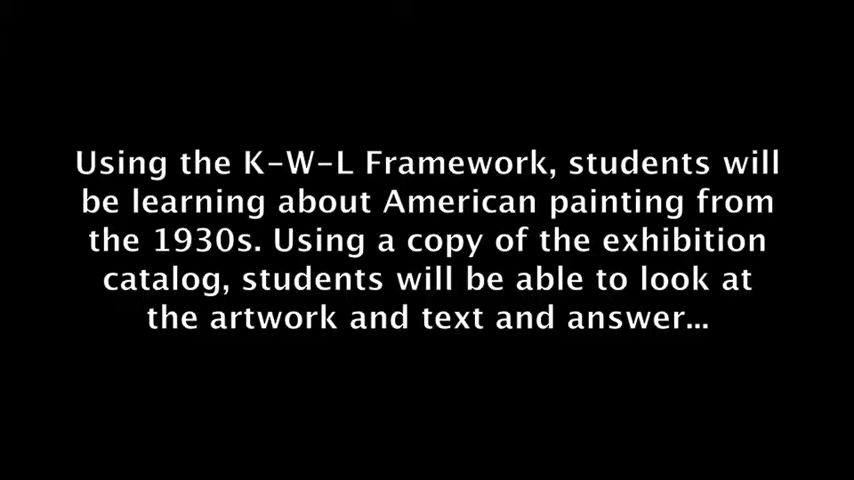 Using the K-W-L Framework, students will
be learning about American painting from
the 1930s. Using a copy of the exhibition
catalog, students will be able to look at
the artwork and text and answer...